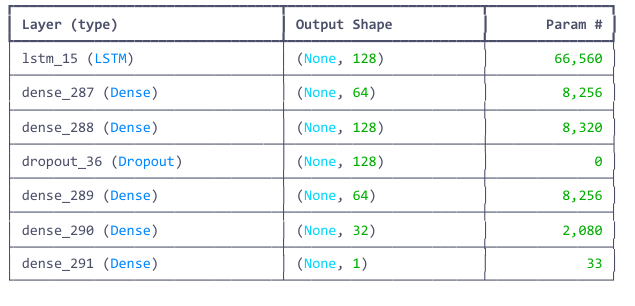 Layer (type) Output Shape Param #
lstm_15 (LSTM) (None, 128) 66,560
dense_287 (Dense) (None, 64) 8,256
dense_288 (Dense) (None, 128) 8,320
dropout_36 (Dropout) (None, 128) 0
dense_289 (Dense) (None, 64) 8,256
dense_290 (Dense) (None, 32) 2,080
dense_291 (Dense) (None, 1) 33